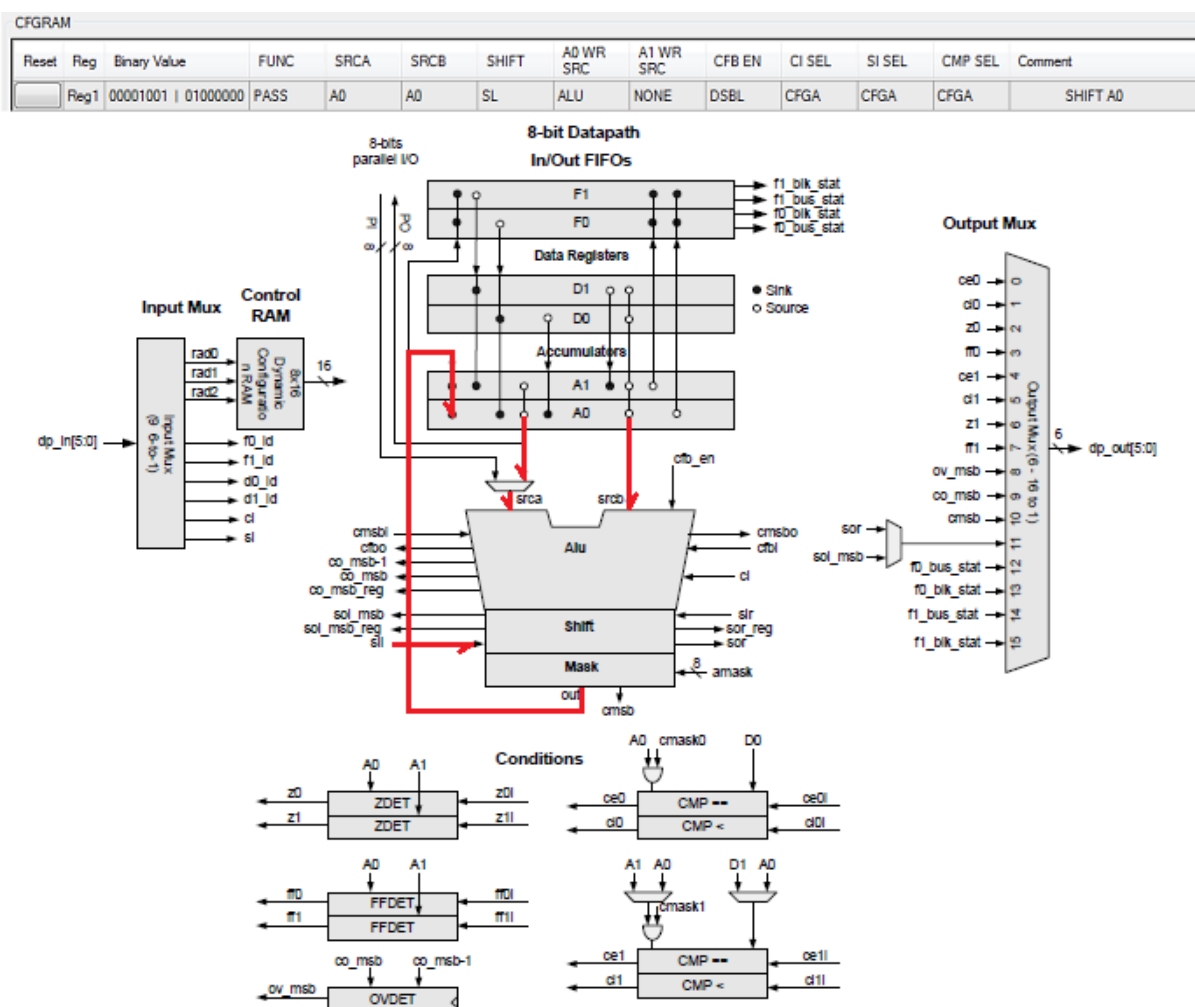 CFGRAM
Reset Reg Binary Value FUNC SRCA SRCB SHIFT A0 WR SRC A1 WR SRC CFB EN CI SEL SI SEL CMP SEL Comment
Reg1 00001001 | 01000000 PASS A0 A0 SL ALU NONE DSBL CFGA CFGA CFGA SHIFT A0
8-bit Datapath
8-bits
parallel I/O
In/Out FIFOs
F1
F0
f1_blk_stat
f1_bus_stat
f0_blk_stat
f0_bus_stat
PI 8
PO 8
Data Registers
D1
D0
Sink
Source
Accumulators
A1
A0
Input Mux
Control
RAM
Input Mux
(9 6-to-1)
dp_in[5:0]
rad0
rad1
rad2
8x16
Dynamic
Configuratio
n RAM
16
f0_ld
f1_ld
d0_ld
d1_ld
ci
si
srca
srcb
cfb_en
Alu
cmsbi
cfbo
co_msb-1
co_msb
co_msb_reg
cmsbo
cfbi
ci
Shift
sol_msb
sol_msb_reg
sil
sir
sor_reg
sor
Mask
8
amask
out
cmsb
Output Mux
ce0 0
cl0 1
z0 2
ff0 3
ce1 4
cl1 5
z1 6
ff1 7
ov_msb 8
co_msb 9
cmsb 10
sor
sol_msb
11
f0_bus_stat 12
f0_blk_stat 13
f1_bus_stat 14
f1_blk_stat 15
Output Mux (6 - 16 to 1)
6
dp_out[5:0]
Conditions
A0 A1
z0 ZDET z0i
z1 ZDET z1i
A0 cmask0 D0
ce0 CMP == ce0i
cl0 CMP < cl0i
A0 A1
ff0 FFDET ff0i
ff1 FFDET ff1i
A1 A0 D1 A0
cmask1
ce1 CMP == ce1i
cl1 CMP < cl1i
co_msb co_msb-1
ov_msb OVDET